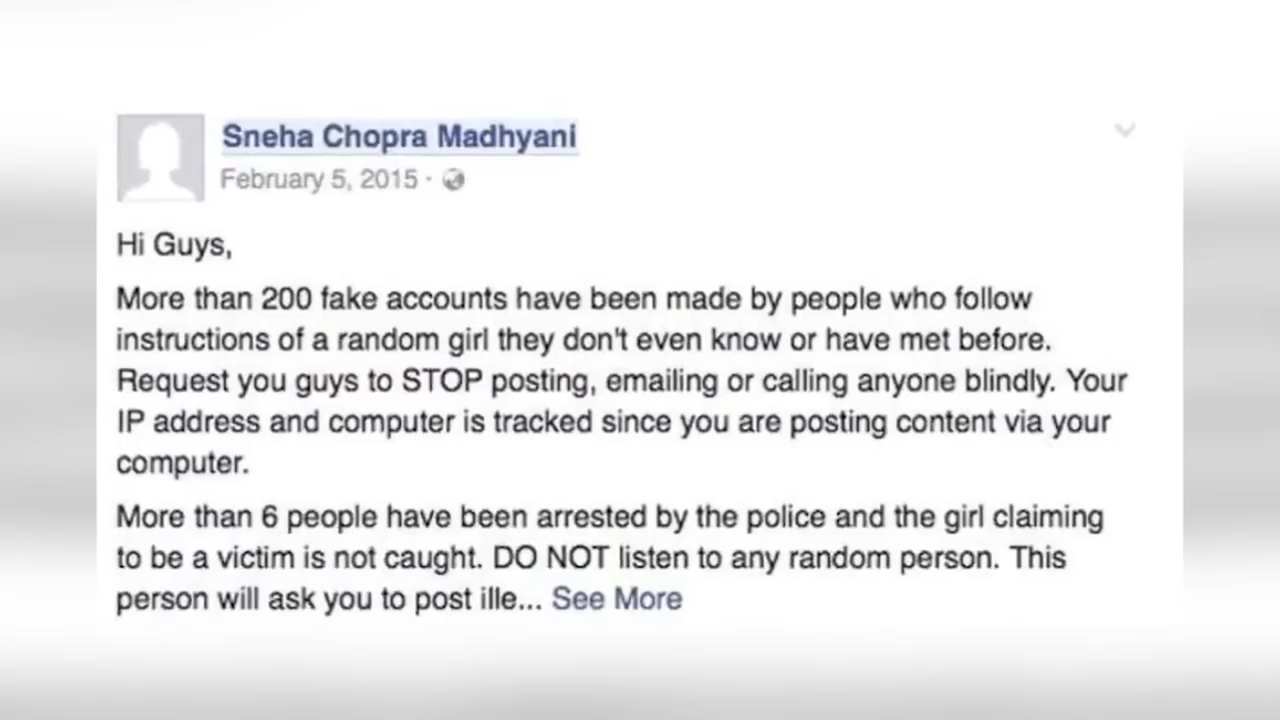 Sneha Chopra Madhyani
February 5, 2015 ·
Hi Guys,
More than 200 fake accounts have been made by people who follow
instructions of a random girl they don't even know or have met before.
Request you guys to STOP posting, emailing or calling anyone blindly. Your
IP address and computer is tracked since you are posting content via your
computer.
More than 6 people have been arrested by the police and the girl claiming
to be a victim is not caught. DO NOT listen to any random person. This
person will ask you to post ille... See More